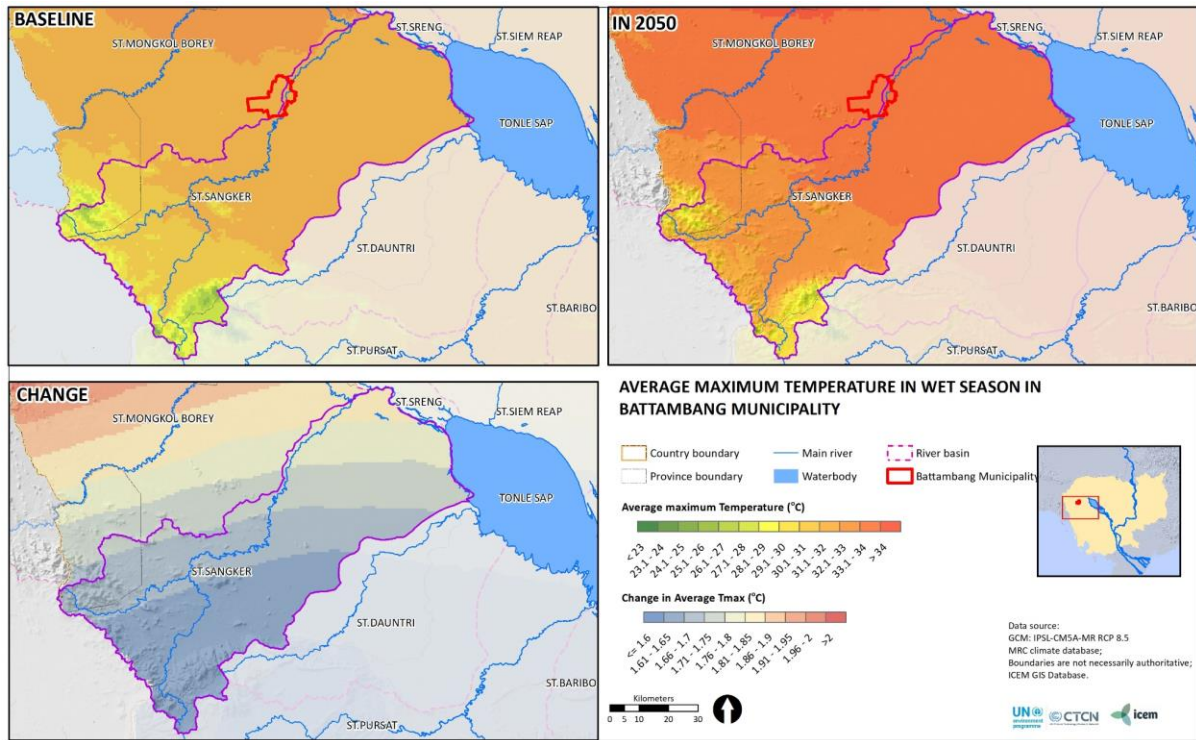 BASELINE
ST.MONGKOL BOREY
ST.SRENG
ST.SIEM REAP
TONLE SAP
ST.SANGKER
ST.DAUNTRI
ST.BARIBO
ST.PURSAT
IN 2050
ST.MONGKOL BOREY
ST.SRENG
ST.SIEM REAP
TONLE SAP
ST.SANGKER
ST.DAUNTRI
ST.BARIBO
ST.PURSAT
CHANGE
ST.MONGKOL BOREY
ST.SRENG
ST.SIEM REAP
TONLE SAP
ST.SANGKER
ST.DAUNTRI
ST.BARIBO
ST.PURSAT
AVERAGE MAXIMUM TEMPERATURE IN WET SEASON IN
BATTAMBANG MUNICIPALITY
Country boundary
Main river
River basin
Province boundary
Waterbody
Battambang Municipality
Average maximum Temperature (°C)
< 23
23.1 - 24
24.1 - 25
25.1 - 26
26.1 - 27
27.1 - 28
28.1 - 29
29.1 - 30
30.1 - 31
31.1 - 32
32.1 - 33
33.1 - 34
> 34
Change in Average Tmax (°C)
<= 1.6
1.61 - 1.65
1.66 - 1.7
1.71 - 1.75
1.76 - 1.8
1.81 - 1.85
1.86 - 1.9
1.91 - 1.95
1.96 - 2
>2
Kilometers
0 5 10 20 30
Data source:
GCM: IPSL-CM5A-MR RCP 8.5
MRC climate database;
Boundaries are not necessarily authoritative;
ICEM GIS Database.
UN
environment
programme
CTCN
icem